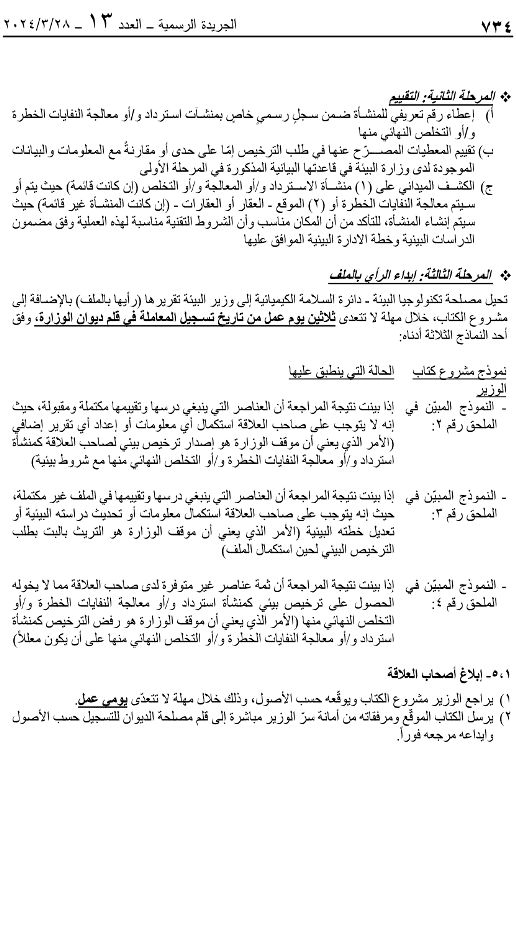 ٧٣٤
الجريدة الرسمية ــ العدد ١٣ ــ ٢٠٢٤/٣/٢٨
❖ المرحلة الثانية: التقييم
أ) إعطاء رقم تعريفي للمنشأة ضمن سجل رسمي خاص بمنشآت استرداد و/أو معالجة النفايات الخطرة
و/أو التخلص النهائي منها
ب) تقييم المعطيات المصـــرّح عنها في طلب الترخيص إمّا على حدى أو مقارنةً مع المعلومات والبيانات
الموجودة لدى وزارة البيئة في قاعدتها البيانية المذكورة في المرحلة الأولى
ج) الكشف الميداني على (١) منشـأة الاسـترداد و/أو المعالجة و/أو التخلص (إن كانت قائمة) حيث يتم أو
سـيتم معالجة النفايات الخطرة أو (٢) الموقع - العقار أو العقارات - (إن كانت المنشـأة غير قائمة) حيث
سيتم إنشاء المنشأة، للتأكد من أن المكان مناسب وأن الشروط التقنية مناسبة لهذه العملية وفق مضمون
الدراسات البيئية وخطة الادارة البيئية الموافق عليها
❖ المرحلة الثالثة: إبداء الرأي بالملف
تحيل مصلحة تكنولوجيا البيئة - دائرة السلامة الكيميائية إلى وزير البيئة تقريرها (رأيها بالملف) بالإضافة إلى
مشروع الكتاب، خلال مهلة لا تتعدى ثلاثين يوم عمل من تاريخ تسجيل المعاملة في قلم ديوان الوزارة، وفق
أحد النماذج الثلاثة أدناه:
نموذج مشروع كتاب الحالة التي ينطبق عليها
الوزير
- النموذج المبيّن في إذا بينت نتيجة المراجعة أن العناصر التي ينبغي درسها وتقييمها مكتملة ومقبولة، حيث
الملحق رقم ٢: إنه لا يتوجب على صاحب العلاقة استكمال أي معلومات أو إعداد أي تقرير إضافي
(الأمر الذي يعني أن موقف الوزارة هو إصدار ترخيص بيئي لصاحب العلاقة كمنشأة
استرداد و/أو معالجة النفايات الخطرة و/أو التخلص النهائي منها مع شروط بيئية)
- النموذج المبيّن في إذا بينت نتيجة المراجعة أن العناصر التي ينبغي درسها وتقييمها في الملف غير مكتملة،
الملحق رقم ٣: حيث إنه يتوجب على صاحب العلاقة استكمال معلومات أو تحديث دراسته البيئية أو
تعديل خطته البيئية (الأمر الذي يعني أن موقف الوزارة هو التريث بالبت بطلب
الترخيص البيئي لحين استكمال الملف)
- النموذج المبيّن في إذا بينت نتيجة المراجعة أن ثمة عناصر غير متوفرة لدى صاحب العلاقة مما لا يخوله
الملحق رقم ٤: الحصول على ترخيص بيئي كمنشأة استرداد و/أو معالجة النفايات الخطرة و/أو
التخلص النهائي منها (الأمر الذي يعني أن موقف الوزارة هو رفض الترخيص كمنشأة
استرداد و/أو معالجة النفايات الخطرة و/أو التخلص النهائي منها على أن يكون معللاً)
٥،١- إبلاغ أصحاب العلاقة
١) يراجع الوزير مشروع الكتاب ويوقّعه حسب الأصول، وذلك خلال مهلة لا تتعدّى يومي عمل.
٢) يرسل الكتاب الموقّع ومرفقاته من أمانة سرّ الوزير مباشرة إلى قلم مصلحة الديوان للتسجيل حسب الأصول
وايداعه مرجعه فوراً.